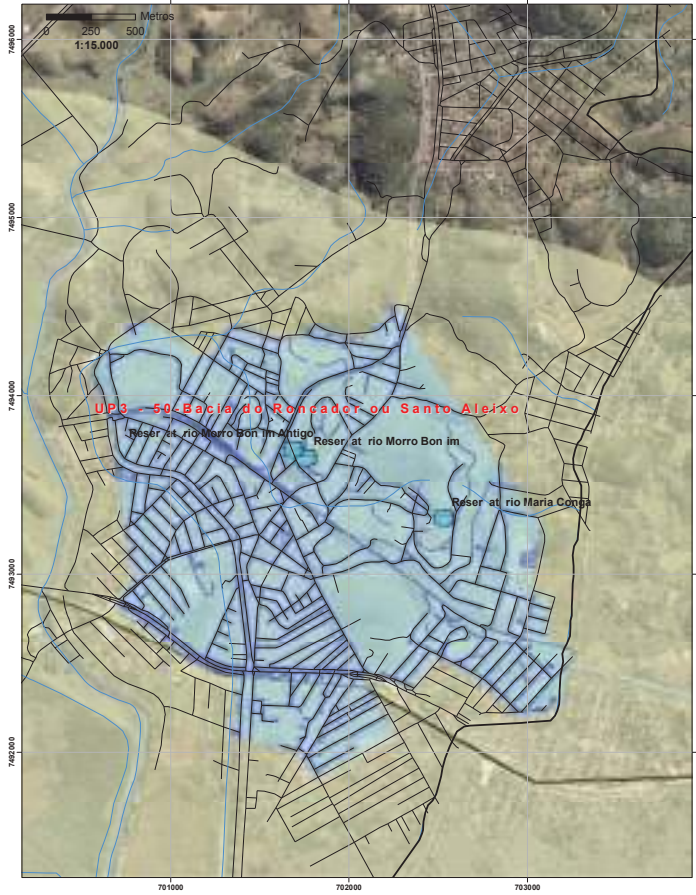 Metros
0 250 500
1:15.000
7496000
7495000
7494000
UP3 - 50-Bacia do Roncador ou Santo Aleixo
Reser at rio Morro Bon im Antigo
Reser at rio Morro Bon im
Reser at rio Maria Conga
7493000
7492000
701000 702000 703000